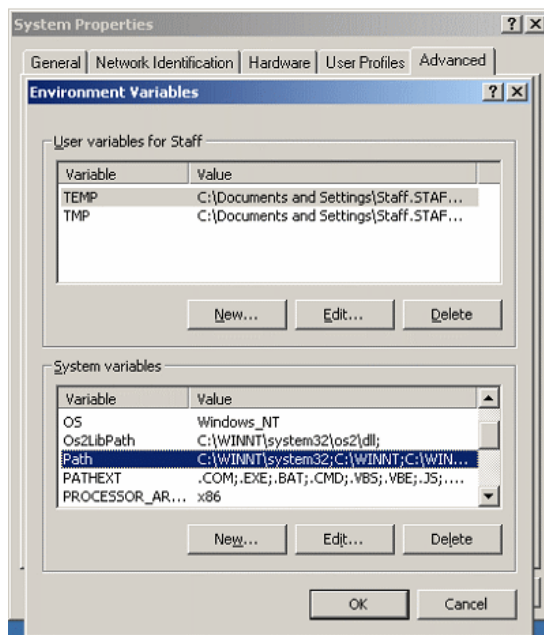 System Properties
General Network Identification Hardware User Profiles Advanced
Environment Variables
User variables for Staff
Variable Value
TEMP C:\Documents and Settings\Staff.STAF...
TMP C:\Documents and Settings\Staff.STAF...
New... Edit... Delete
System variables
Variable Value
OS Windows_NT
Os2LibPath C:\WINNT\system32\os2\dll;
Path C:\WINNT\system32;C:\WINNT;C:\WIN...
PATHEXT .COM;.EXE;.BAT;.CMD;.VBS;.VBE;.JS;....
PROCESSOR_AR... x86
New... Edit... Delete
OK Cancel